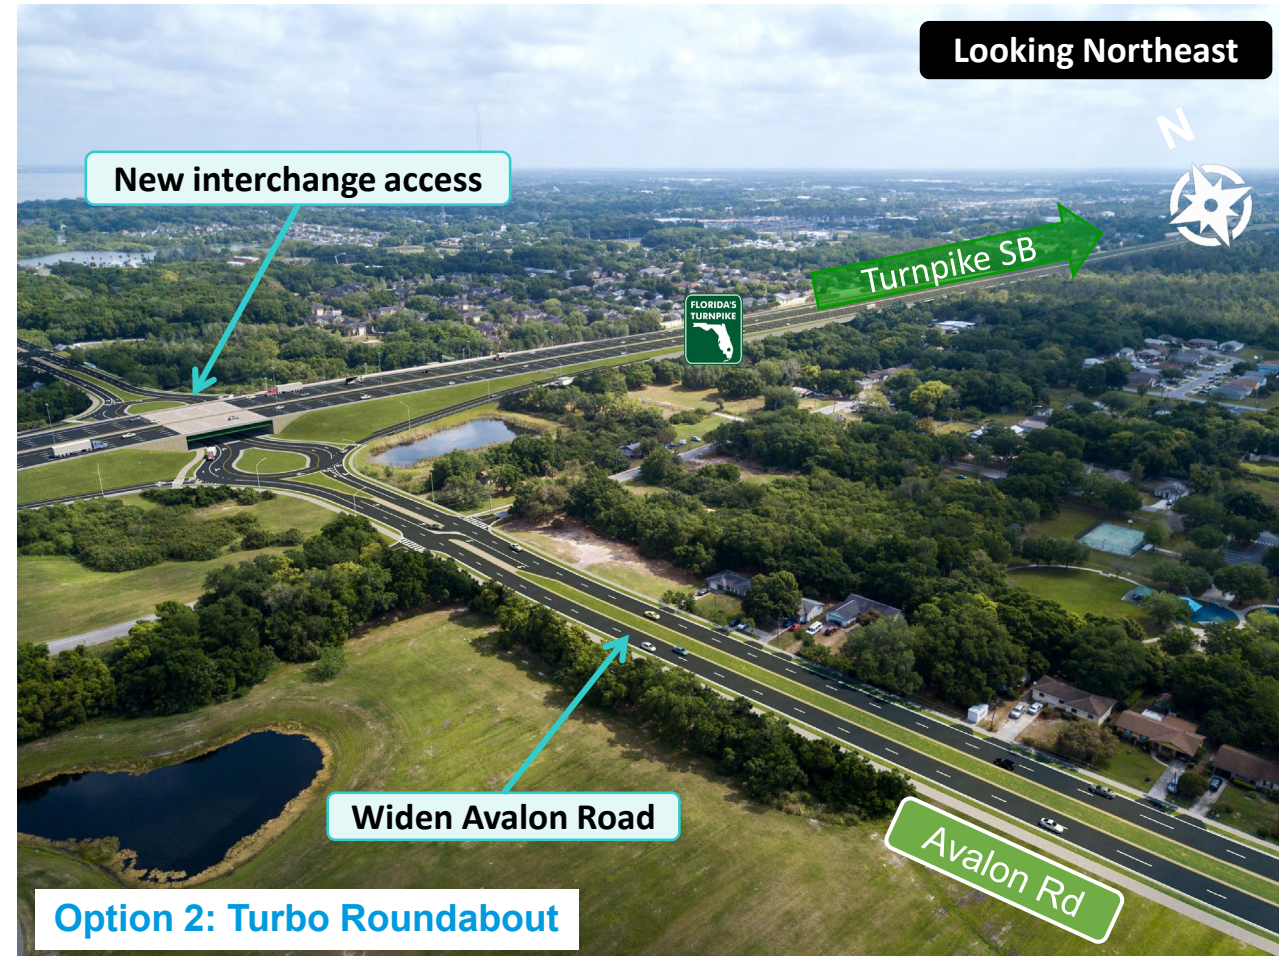 Looking Northeast
N
New interchange access
Turnpike SB
FLORIDA'S
TURNPIKE
Widen Avalon Road
Avalon Rd
Option 2: Turbo Roundabout